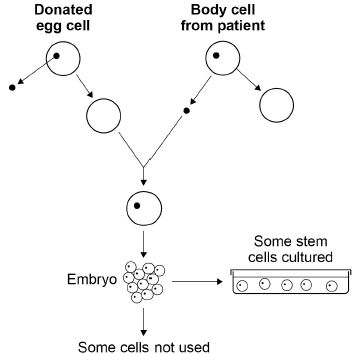 Donated
egg cell
Body cell
from patient
Embryo
Some stem
cells cultured
Some cells not used